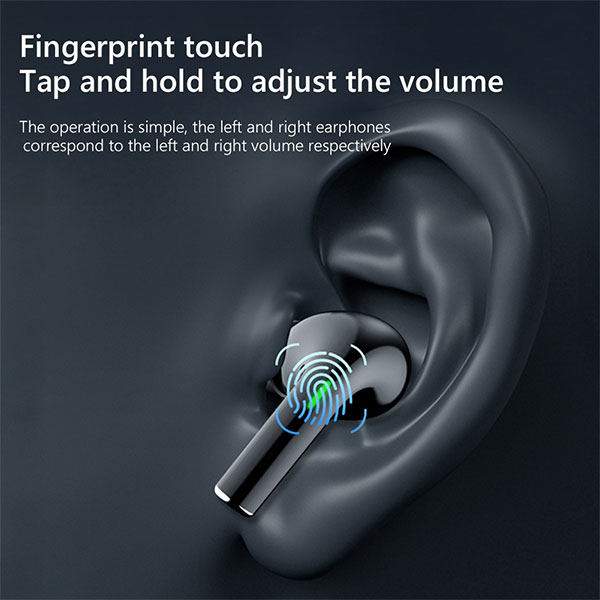 Fingerprint touch
Tap and hold to adjust the volume
The operation is simple, the left and right earphones
correspond to the left and right volume respectively